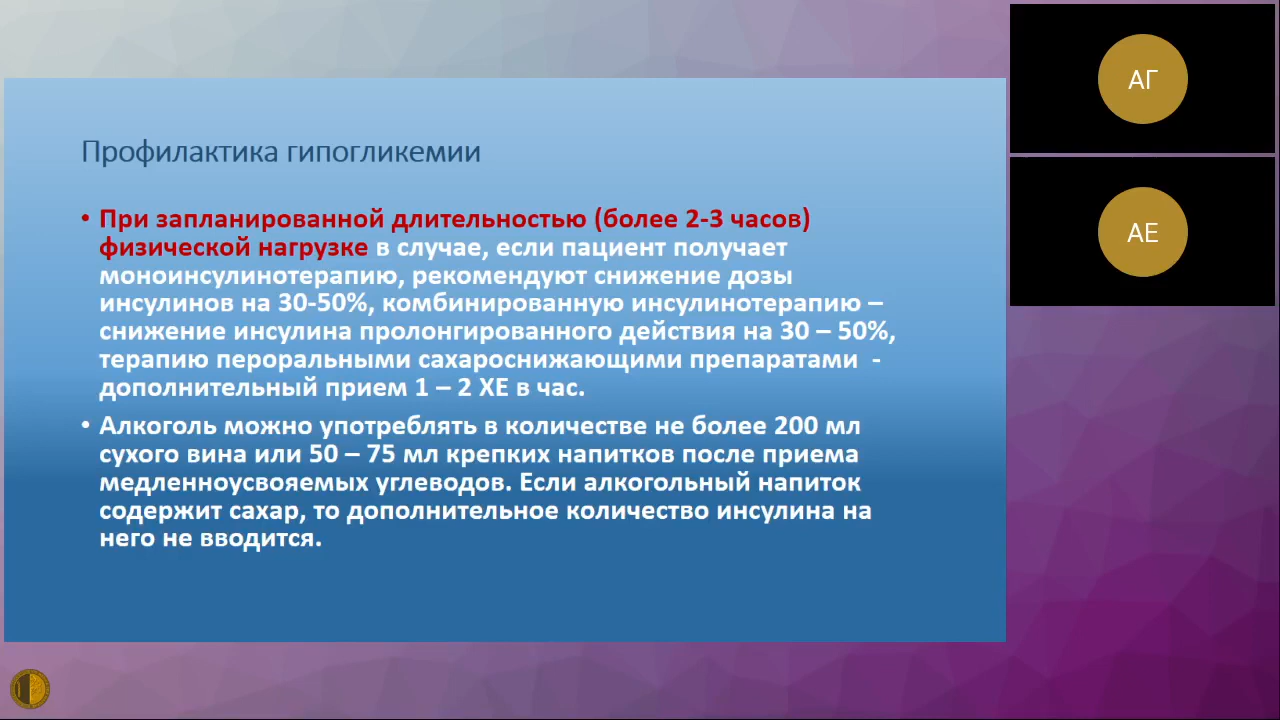 Профилактика гипогликемии
• При запланированной длительностью (более 2-3 часов)
физической нагрузке в случае, если пациент получает
моноинсулинотерапию, рекомендуют снижение дозы
инсулинов на 30-50%, комбинированную инсулинотерапию –
снижение инсулина пролонгированного действия на 30 – 50%,
терапию пероральными сахароснижающими препаратами -
дополнительный прием 1 – 2 ХЕ в час.
• Алкоголь можно употреблять в количестве не более 200 мл
сухого вина или 50 – 75 мл крепких напитков после приема
медленноусвояемых углеводов. Если алкогольный напиток
содержит сахар, то дополнительное количество инсулина на
него не вводится.
АГ
АЕ